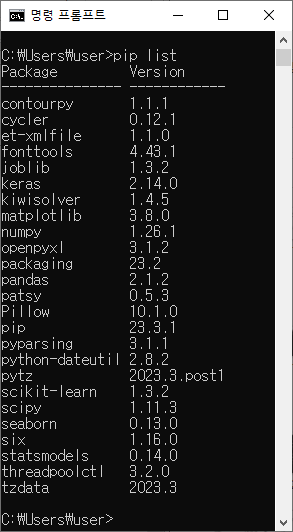 명령 프롬프트
C:\Users\user>pip list
Package Version
--------------- ------------
contourpy 1.1.1
cycler 0.12.1
et-xmlfile 1.1.0
fonttools 4.43.1
joblib 1.3.2
keras 2.14.0
kiwisolver 1.4.5
matplotlib 3.8.0
numpy 1.26.1
openpyxl 3.1.2
packaging 23.2
pandas 2.1.2
patsy 0.5.3
Pillow 10.1.0
pip 23.3.1
pyparsing 3.1.1
python-dateutil 2.8.2
pytz 2023.3.post1
scikit-learn 1.3.2
scipy 1.11.3
seaborn 0.13.0
six 1.16.0
statsmodels 0.14.0
threadpoolctl 3.2.0
tzdata 2023.3
C:\Users\user>